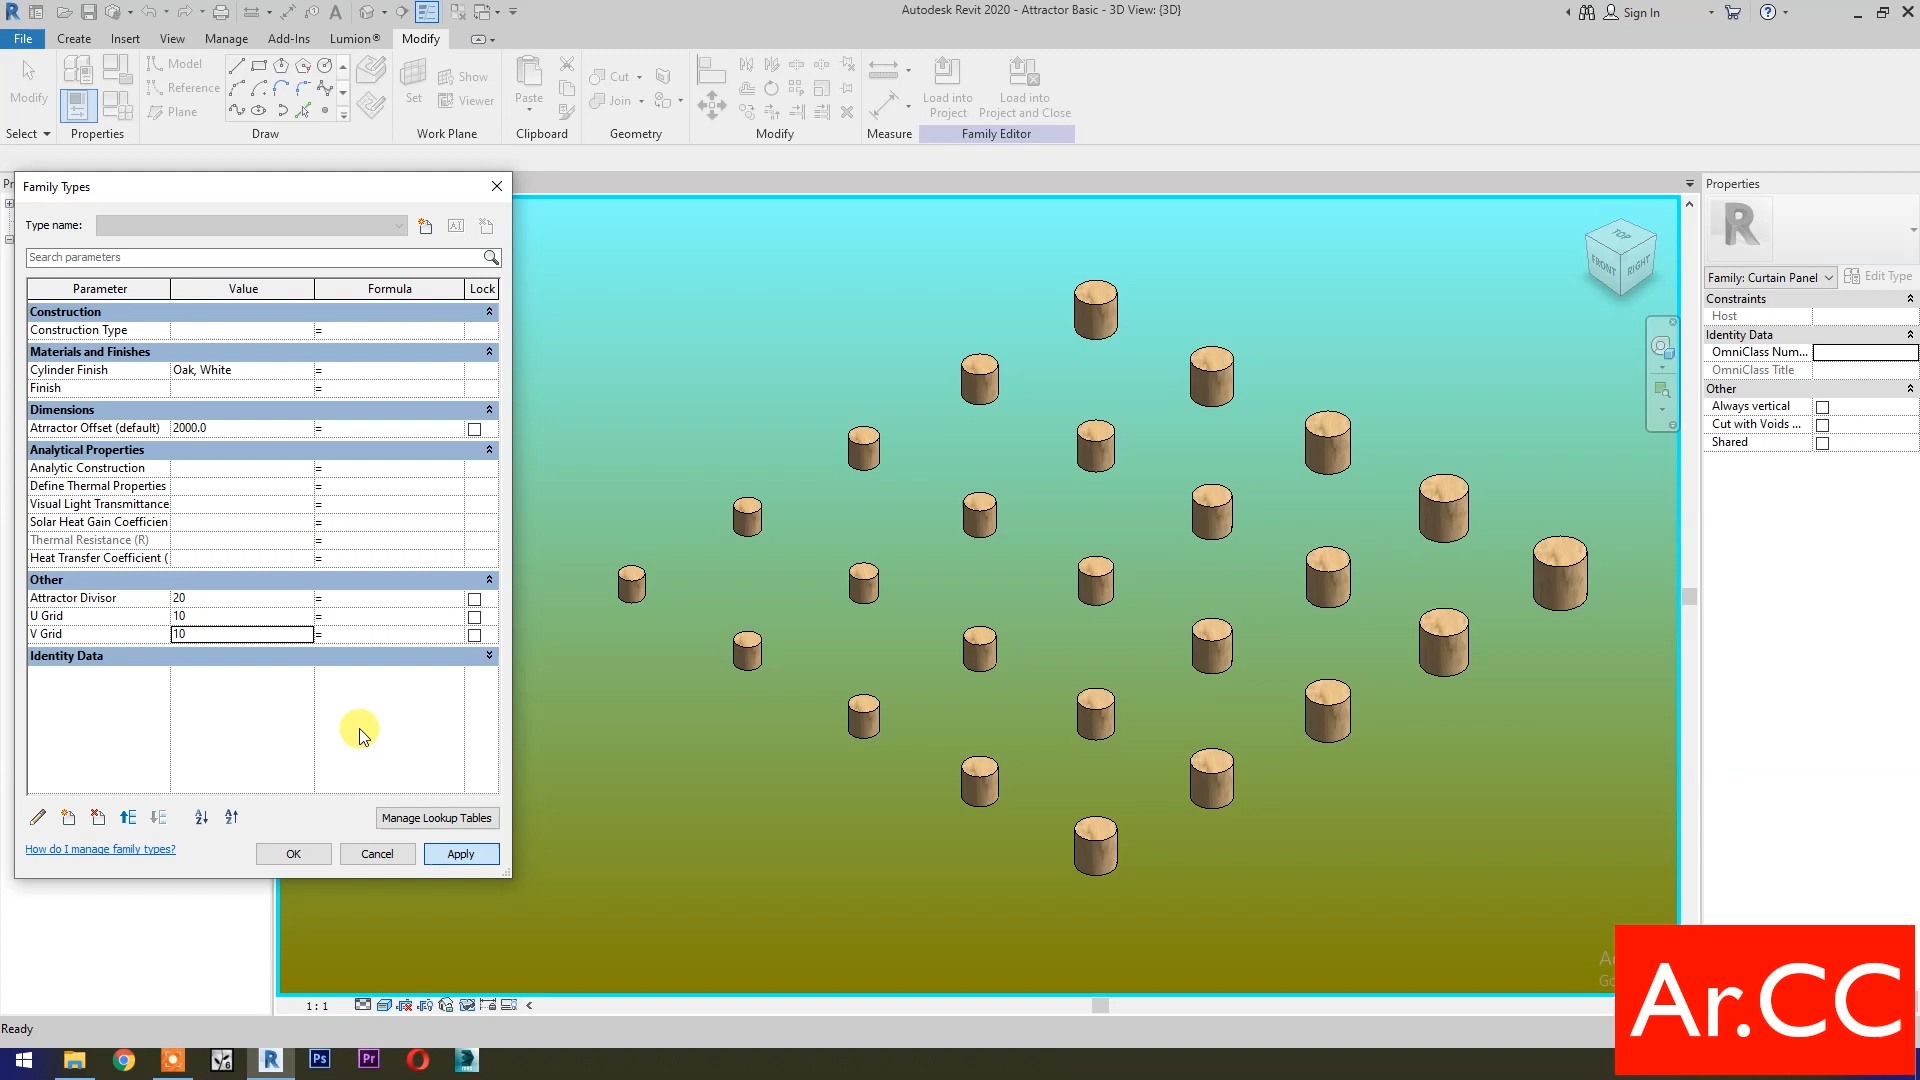 Autodesk Revit 2020 - Attractor Basic - 3D View: {3D}
Sign In
File Create Insert View Manage Add-Ins Lumion® Modify
Modify
Select
Properties
Model
Reference
Plane
Draw
Set
Show
Viewer
Work Plane
Paste
Clipboard
Cut
Join
Geometry
Modify
Measure
Load into
Project
Load into
Project and Close
Family Editor
Family Types
Type name:
Search parameters
Parameter Value Formula Lock
Construction
Construction Type =
Materials and Finishes
Cylinder Finish Oak, White =
Finish =
Dimensions
Atrractor Offset (default) 2000.0 =
Analytical Properties
Analytic Construction =
Define Thermal Properties =
Visual Light Transmittance =
Solar Heat Gain Coefficien =
Thermal Resistance (R) =
Heat Transfer Coefficient ( =
Other
Attractor Divisor 20 =
U Grid 10 =
V Grid 10 =
Identity Data
Manage Lookup Tables
How do I manage family types?
OK Cancel Apply
TOP
FRONT RIGHT
Properties
R
Family: Curtain Panel
Edit Type
Constraints
Host
Identity Data
OmniClass Num...
OmniClass Title
Other
Always vertical
Cut with Voids ...
Shared
1 : 1
Ready
Ar.CC